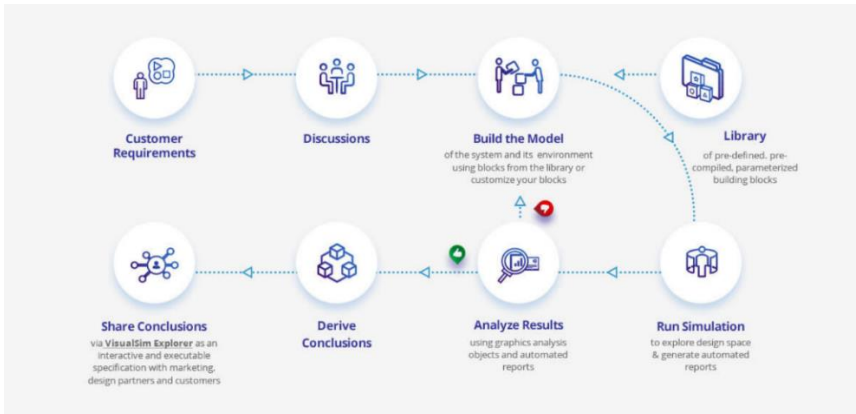 Customer
Requirements
Discussions
Build the Model
of the system and its environment
using blocks from the library or
customize your blocks
Library
of pre-defined, pre-
compiled, parameterized
building blocks
Share Conclusions
via VisualSim Explorer as an
interactive and executable
specification with marketing,
design partners and customers
Derive
Conclusions
Analyze Results
using graphics analysis
objects and automated
reports
Run Simulation
to explore design space
& generate automated
reports